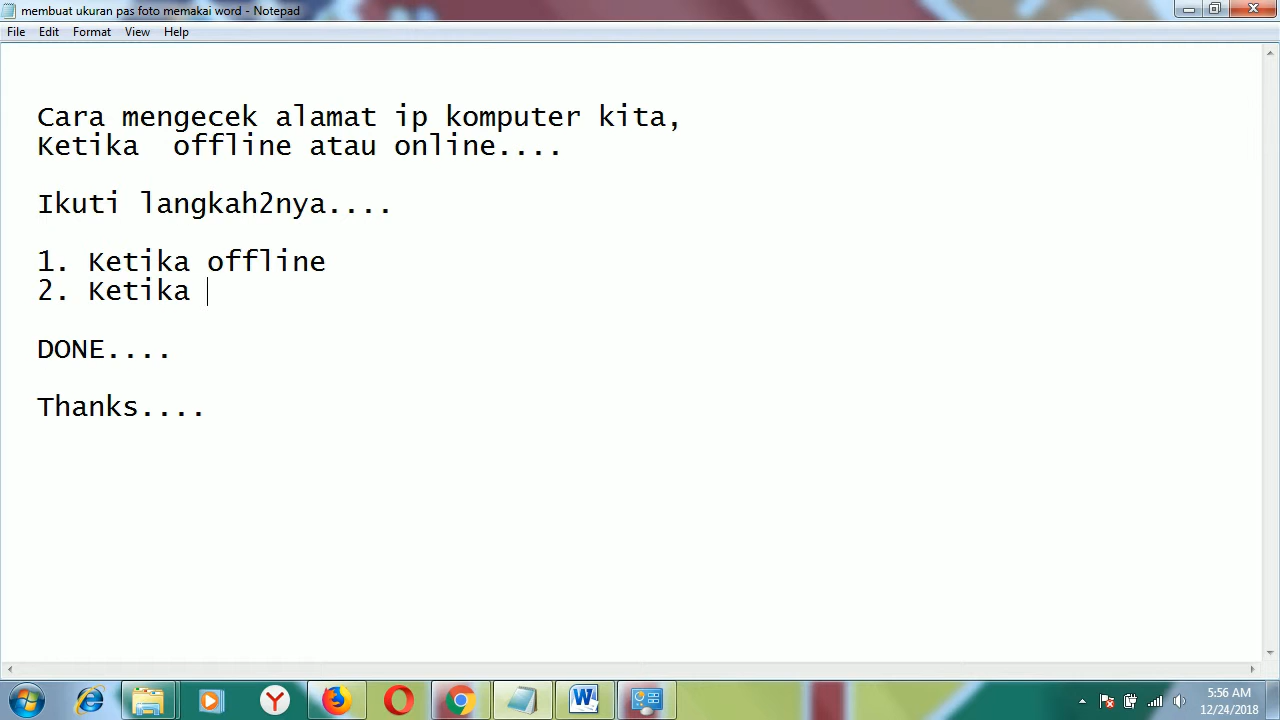 membuat ukuran pas foto memakai word - Notepad
File Edit Format View Help
Cara mengecek alamat ip komputer kita,
Ketika  offline atau online....
Ikuti langkah2nya....
1. Ketika offline
2. Ketika
DONE....
Thanks....
5:56 AM
12/24/2018